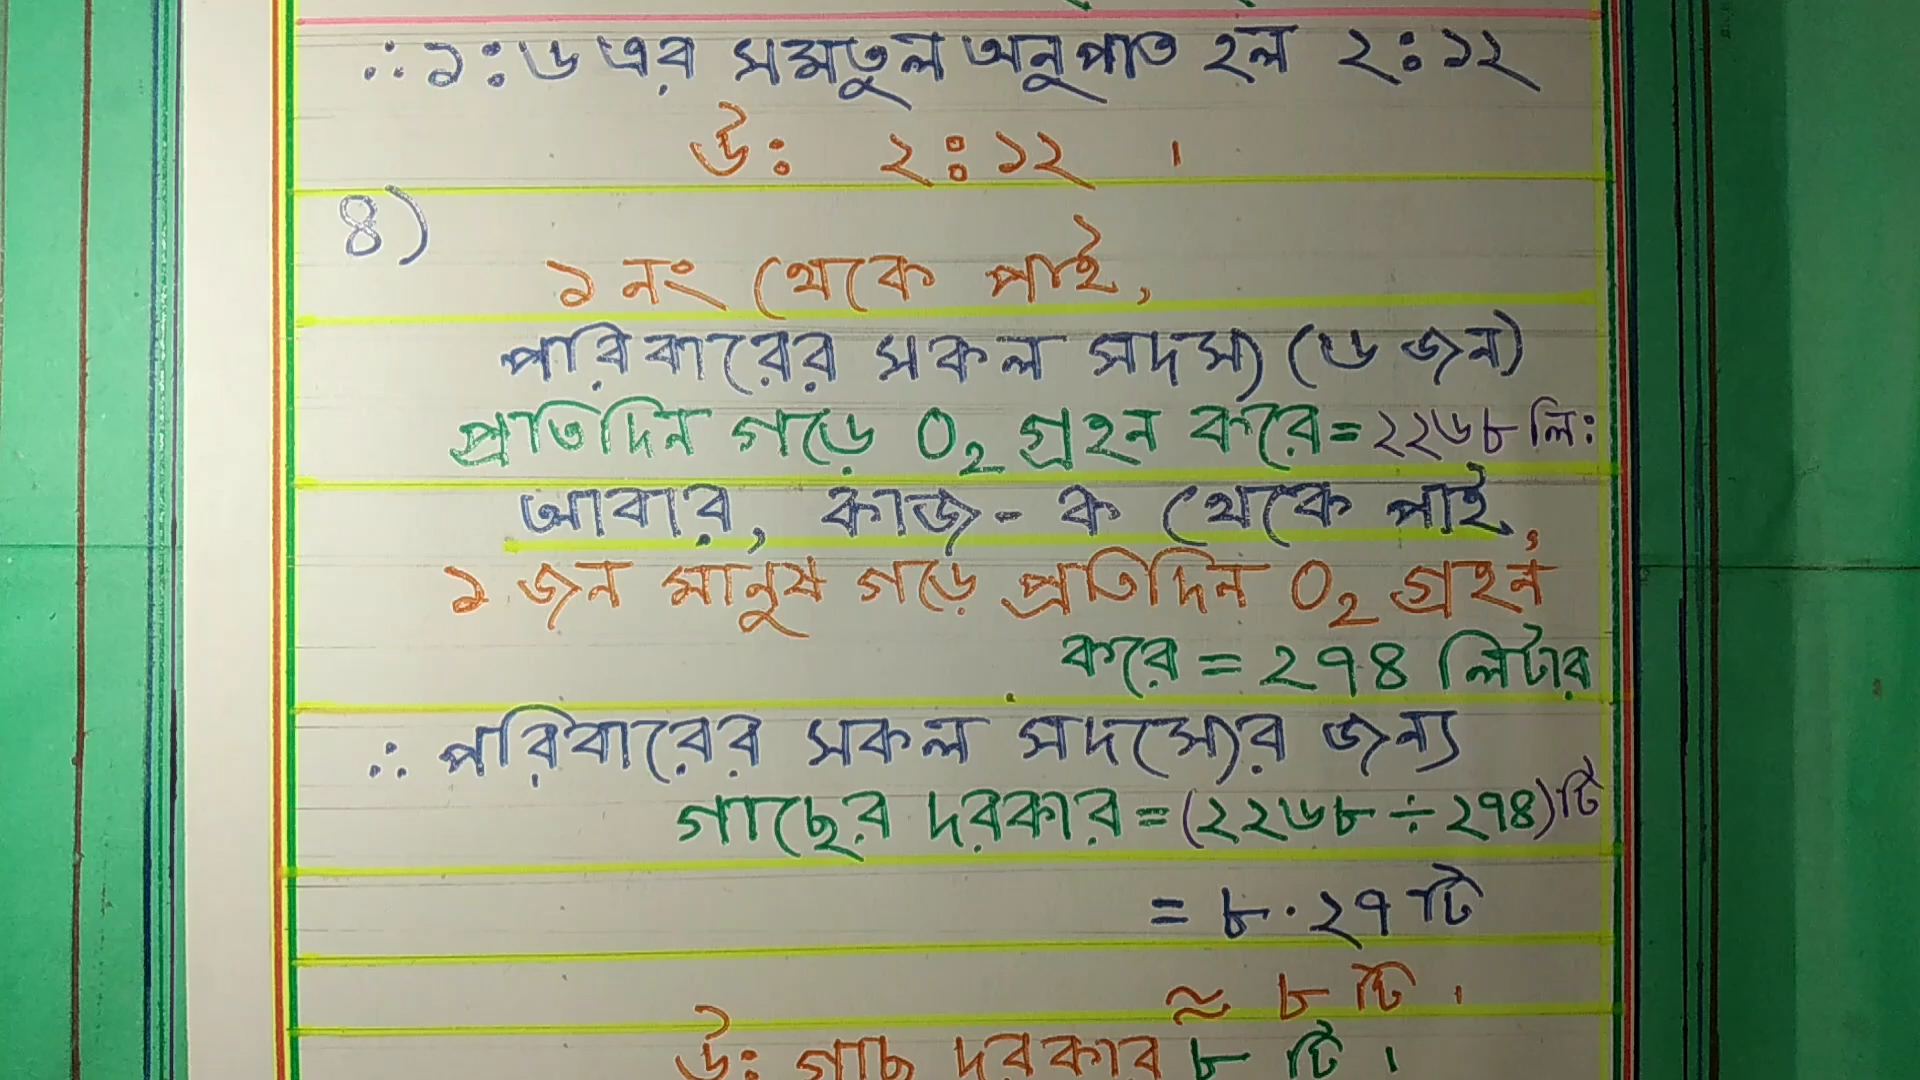 ∴ ১ : ৬ এর সমতুল অনুপাত হল ২ : ১২
উঃ ২ : ১২ ।
৪)
১ নং থেকে পাই,
পরিবারের সকল সদস্য (৬ জন)
প্রতিদিন গড়ে O₂ গ্রহন করে = ২২৬৮ লিঃ
আবার, কাজ - ক থেকে পাই,
১ জন মানুষ গড়ে প্রতিদিন O₂ গ্রহন
করে = ২৭৪ লিটার
∴ পরিবারের সকল সদস্যের জন্য
গাছের দরকার = (২২৬৮ ÷ ২৭৪) টি
= ৮.২৭ টি
≈ ৮ টি ।
উঃ গাছ দরকার ৮ টি ।